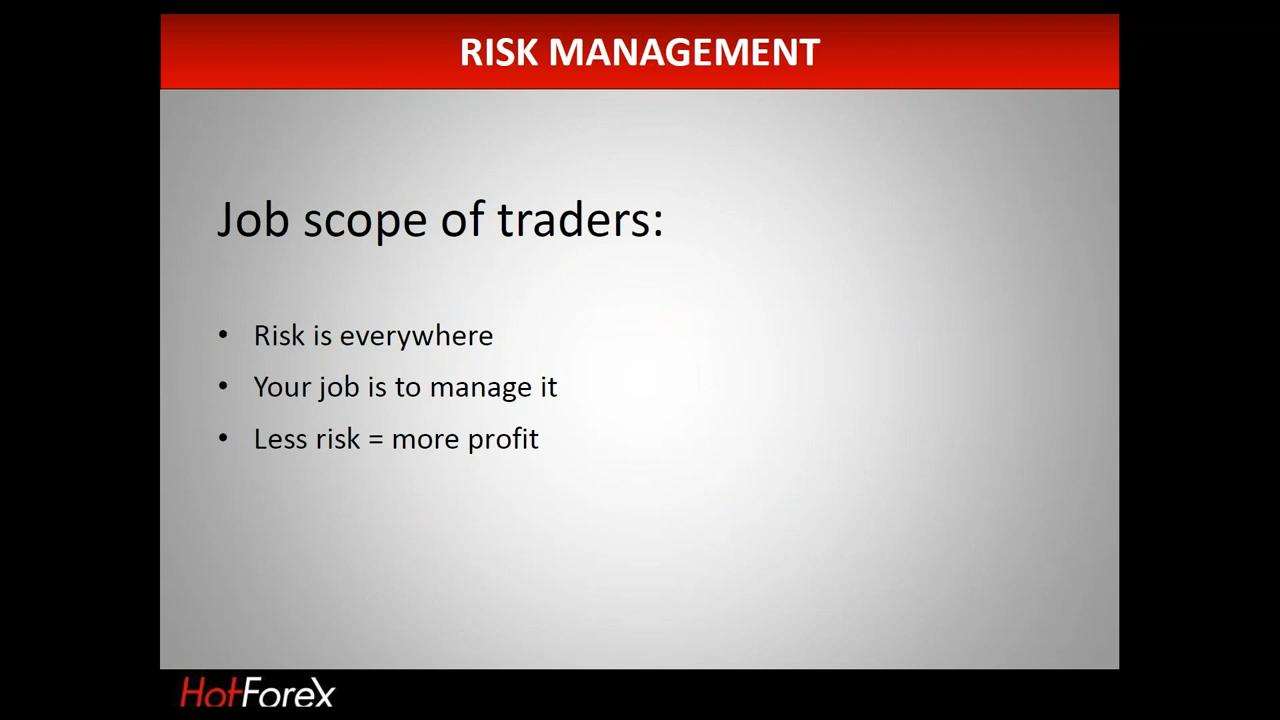 RISK MANAGEMENT
Job scope of traders:
• Risk is everywhere
• Your job is to manage it
• Less risk = more profit
HotForex